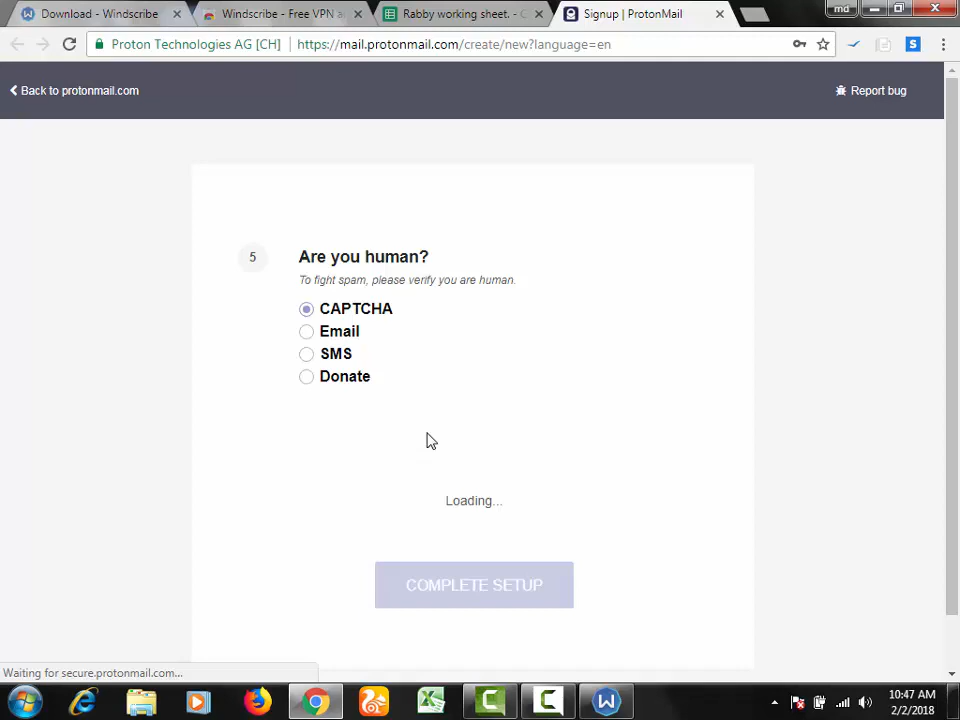 Download - Windscribe
Windscribe - Free VPN an
Rabby working sheet. - G
Signup | ProtonMail
md
Proton Technologies AG [CH]
https://mail.protonmail.com/create/new?language=en
S
Back to protonmail.com
Report bug
5
Are you human?
To fight spam, please verify you are human.
CAPTCHA
Email
SMS
Donate
Loading...
COMPLETE SETUP
Waiting for secure.protonmail.com...
10:47 AM
2/2/2018